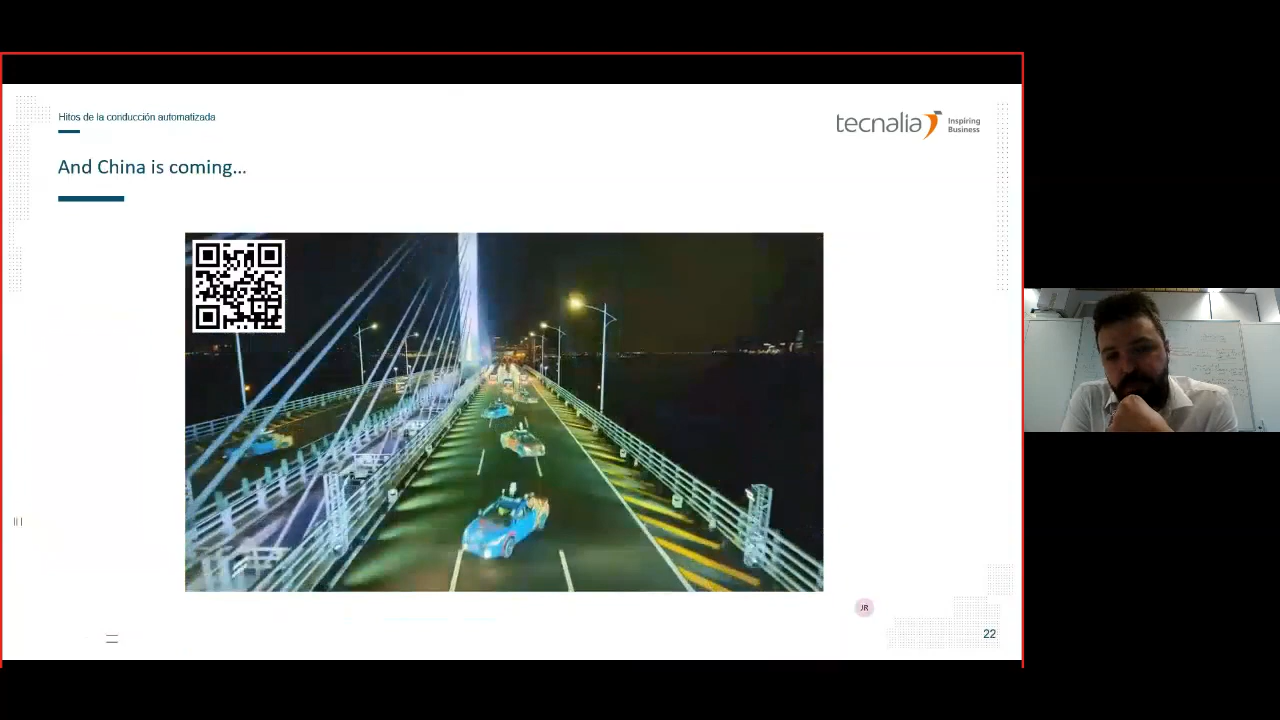 Hitos de la conducción automatizada
tecnalia
Inspiring
Business
And China is coming...
JR
22